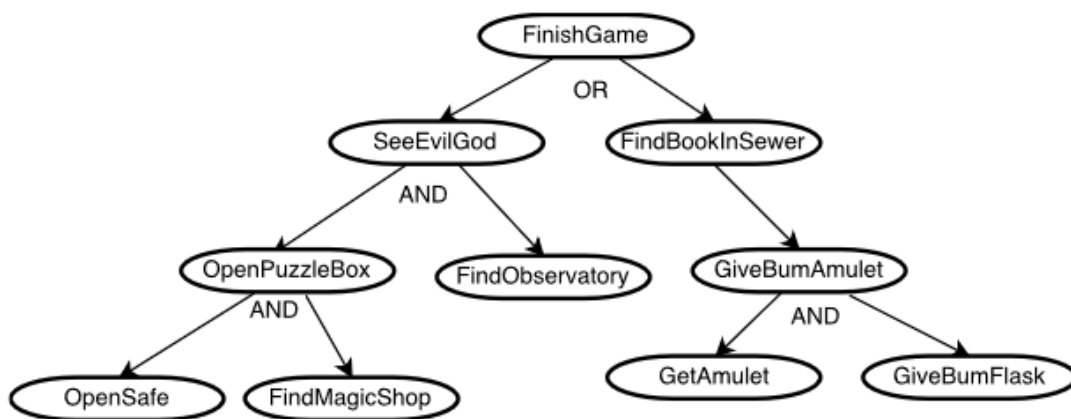 FinishGame
OR
SeeEvilGod
FindBookInSewer
AND
OpenPuzzleBox
FindObservatory
GiveBumAmulet
AND
AND
OpenSafe
FindMagicShop
GetAmulet
GiveBumFlask